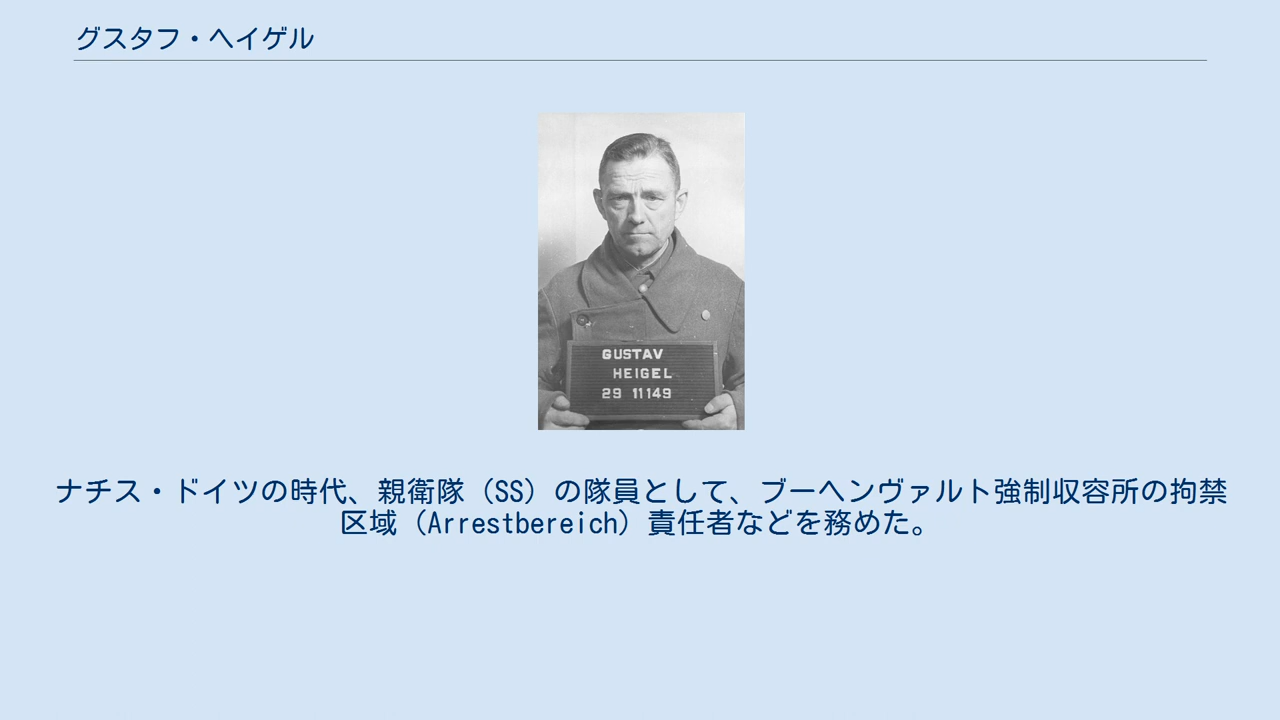 グスタフ・ヘイゲル
GUSTAV
HEIGEL
29 11149
ナチス・ドイツの時代、親衛隊（SS）の隊員として、ブーヘンヴァルト強制収容所の拘禁
区域（Arrestbereich）責任者などを務めた。